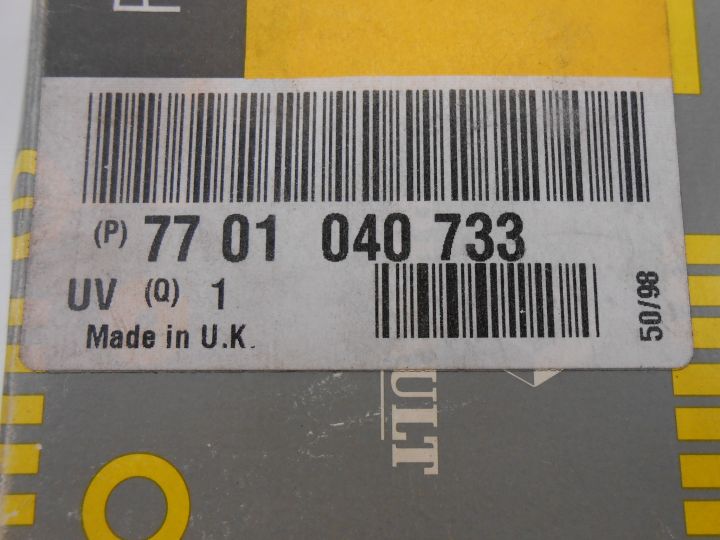 (P) 77 01 040 733
UV (Q) 1
Made in U.K.
50/98
ULT